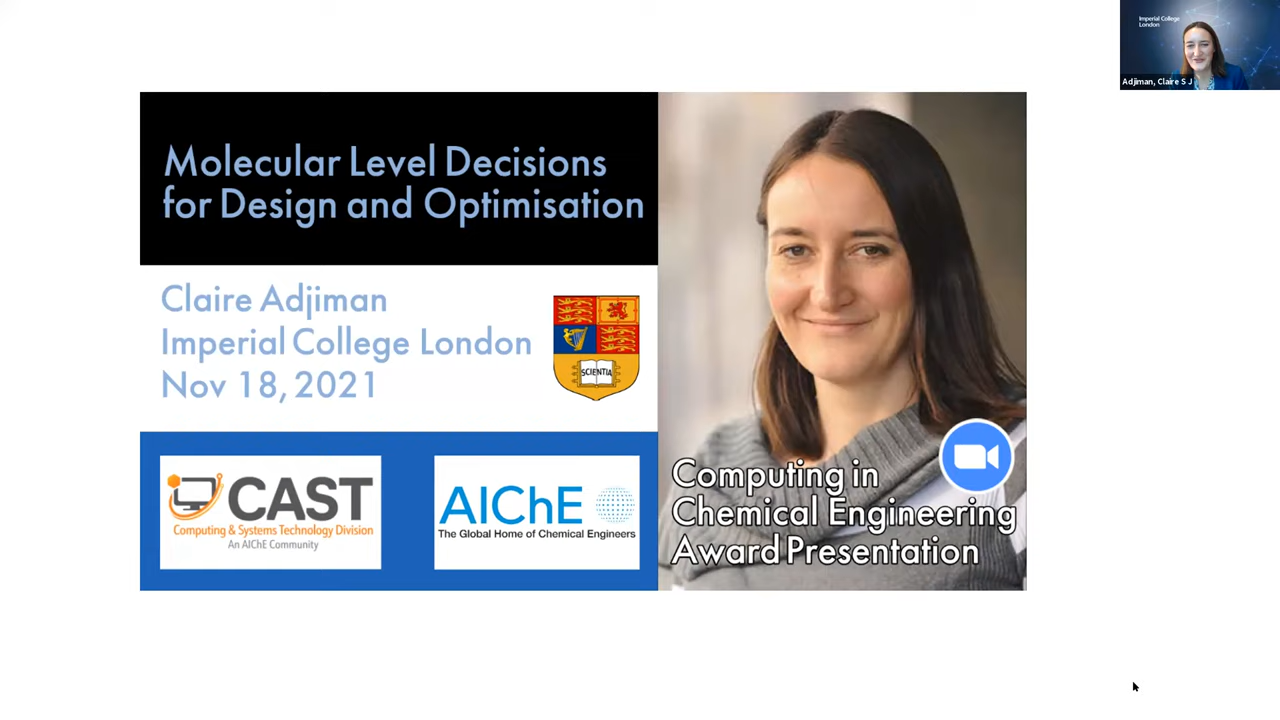 Molecular Level Decisions
for Design and Optimisation
Claire Adjiman
Imperial College London
Nov 18, 2021
SCIENTIA
CAST
Computing & Systems Technology Division
An AIChE Community
AIChE
The Global Home of Chemical Engineers
Computing in
Chemical Engineering
Award Presentation
Imperial College
London
Adjiman, Claire S J